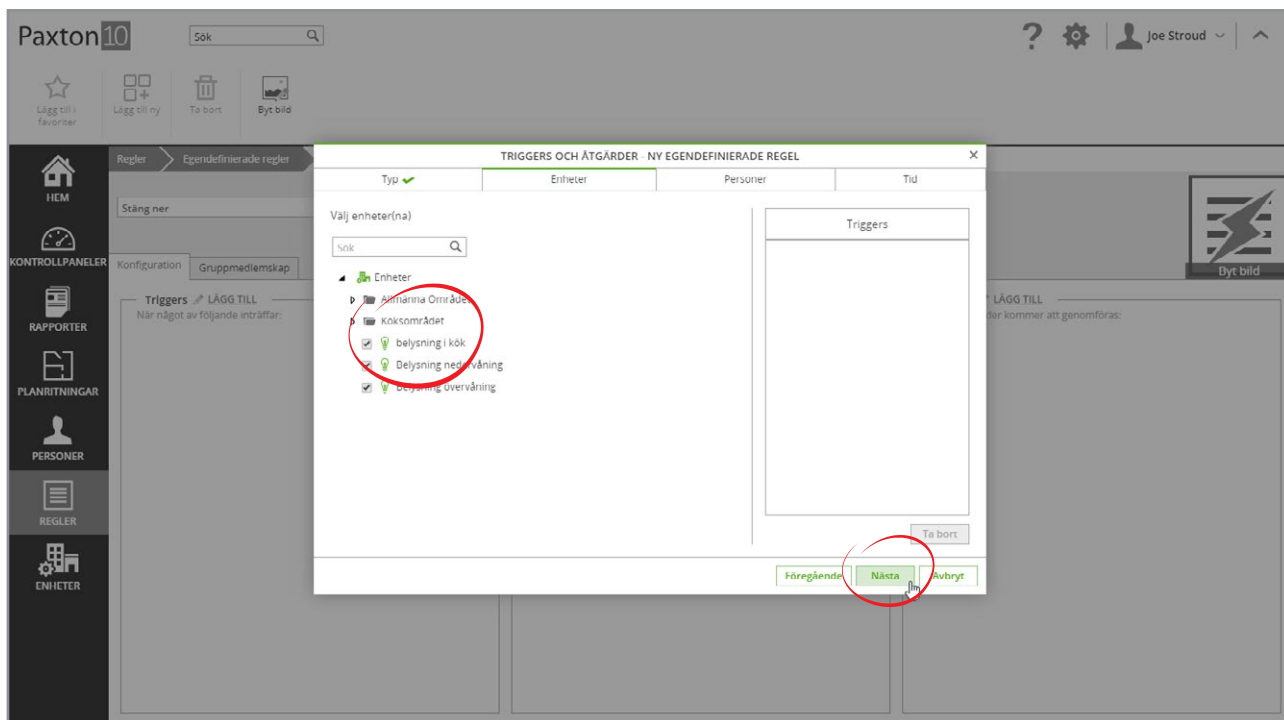 Paxton 10
Sök
Joe Stroud
Lägg till i
favoriter
Lägg till ny
Ta bort
Byt bild
HEM
KONTROLLPANELER
RAPPORTER
PLANRITNINGAR
PERSONER
REGLER
ENHETER
Regler
Egendefinierade regler
Stäng ner
Konfiguration
Gruppmedlemskap
Byt bild
Triggers LÄGG TILL
När något av följande inträffar:
LÄGG TILL
der kommer att genomföras:
TRIGGERS OCH ÅTGÄRDER - NY EGENDEFINIERADE REGEL
Typ
Enheter
Personer
Tid
Välj enheter(na)
Sök
Enheter
Allmänna Området
Köksområdet
belysning i kök
Belysning nedervåning
Belysning övervåning
Triggers
Ta bort
Föregående
Nästa
Avbryt